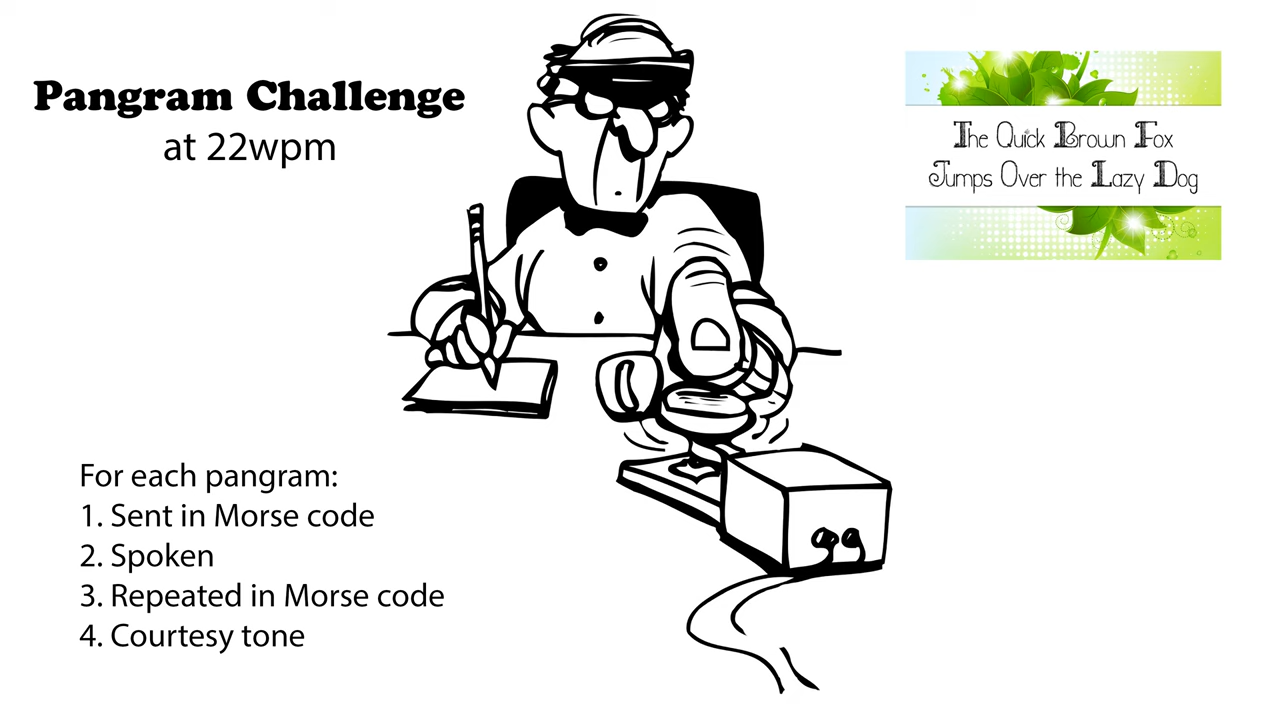 Pangram Challenge
at 22wpm
The Quick Brown Fox
Jumps Over the Lazy Dog
For each pangram:
1. Sent in Morse code
2. Spoken
3. Repeated in Morse code
4. Courtesy tone